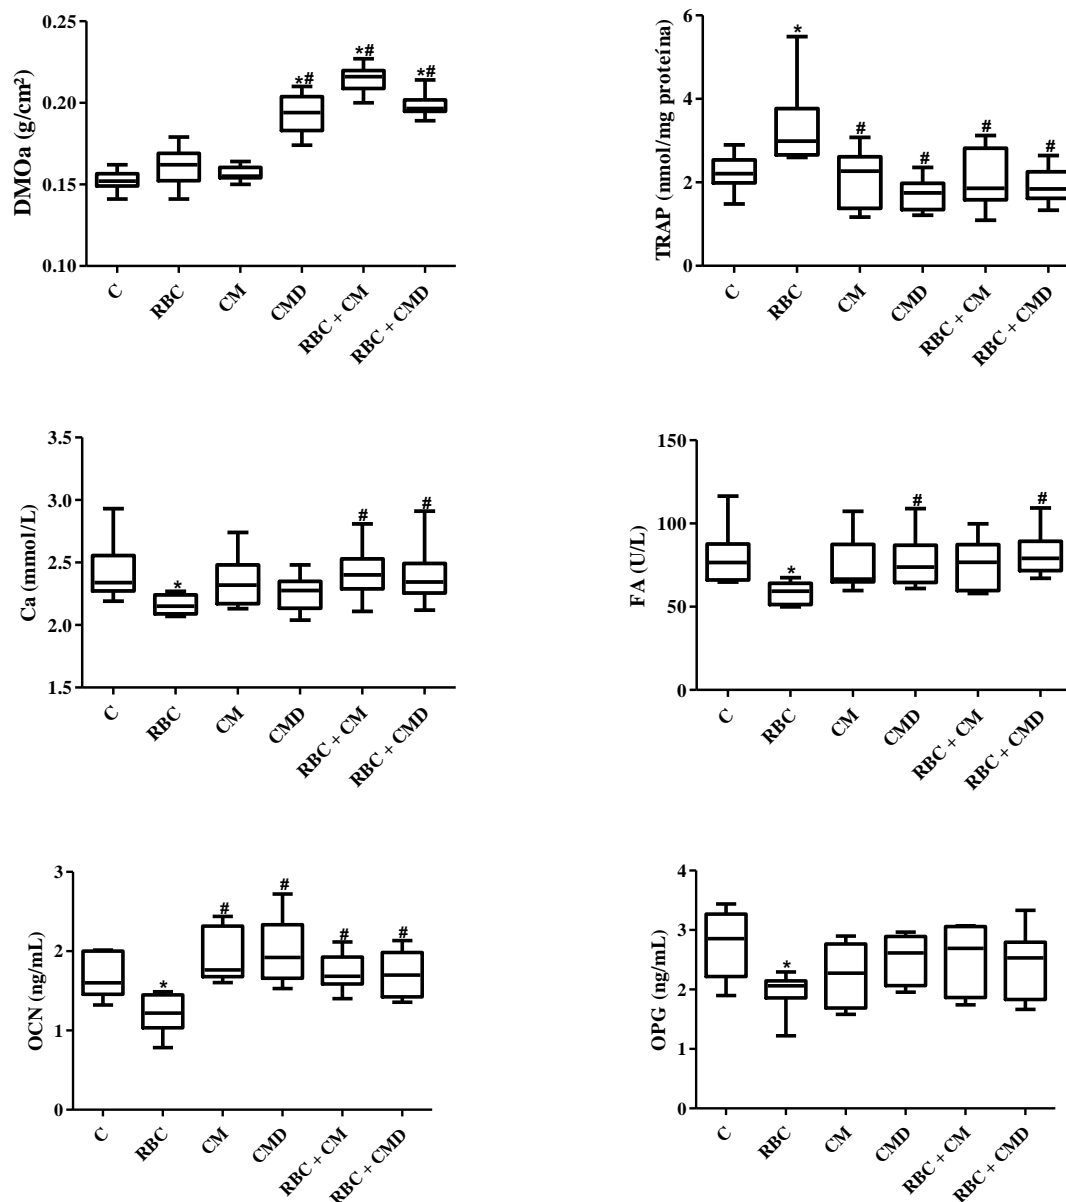 DMOa (g/cm²)
0.25
0.20
0.15
0.10
*#
*#
*#
C
RBC
CM
CMD
RBC + CM
RBC + CMD
TRAP (nmol/mg proteína)
6
4
2
0
*
#
#
#
#
C
RBC
CM
CMD
RBC + CM
RBC + CMD
Ca (mmol/L)
3.5
3.0
2.5
2.0
1.5
*
#
#
C
RBC
CM
CMD
RBC + CM
RBC + CMD
FA (U/L)
150
100
50
0
*
#
#
C
RBC
CM
CMD
RBC + CM
RBC + CMD
OCN (ng/mL)
3
2
1
0
*
#
#
#
#
C
RBC
CM
CMD
RBC + CM
RBC + CMD
OPG (ng/mL)
4
3
2
1
0
*
C
RBC
CM
CMD
RBC + CM
RBC + CMD